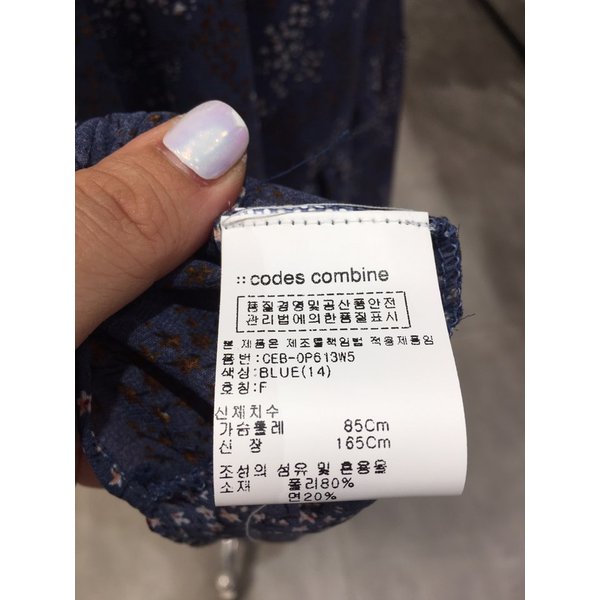 :: codes combine
품질경영및공산품안전
관리법에의한품질표시
본 제품은 제조물책임법 적용제품임
품번:CEB-OP613W5
색상:BLUE(14)
호칭:F
신체치수
가슴둘레 85Cm
신 장 165Cm
조성의 섬유 및 혼용율
소재 폴리80%
면20%